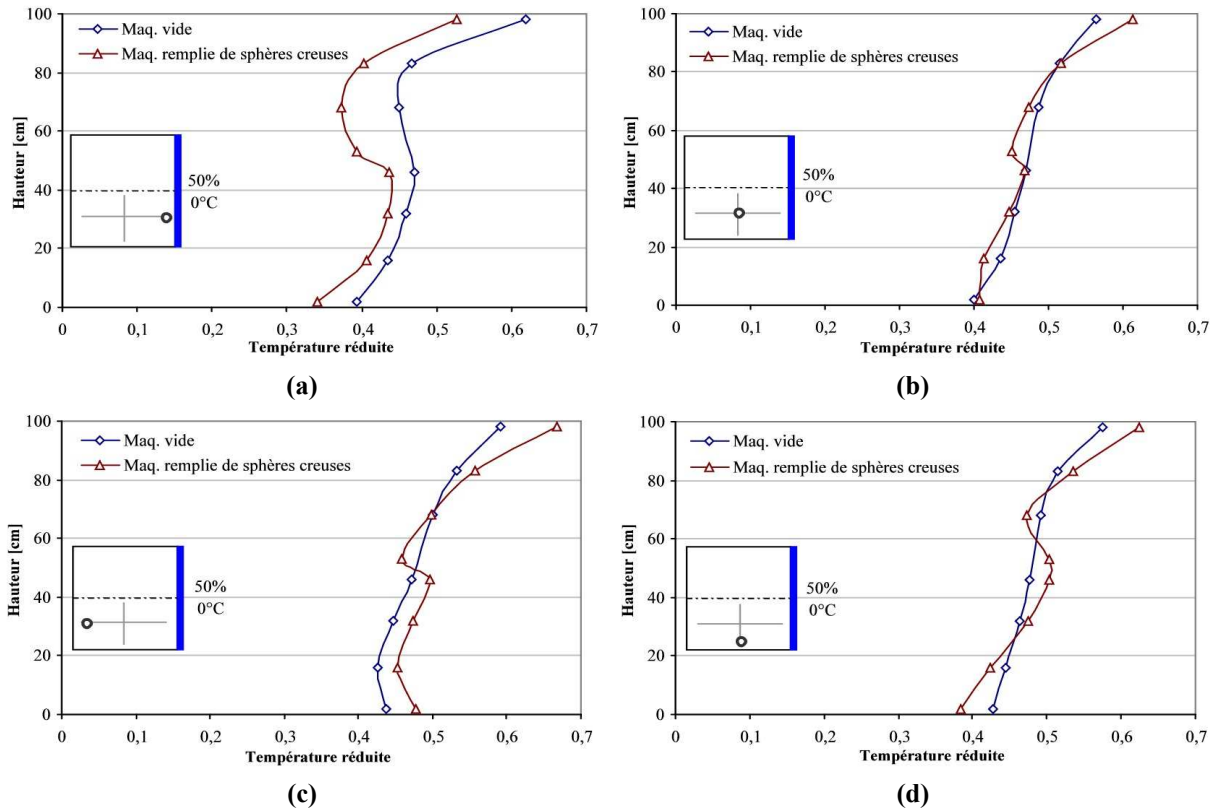 100
80
60
40
20
0
Hauteur [cm]
Maq. vide
Maq. remplie de sphères creuses
50%
0°C
0
0,1
0,2
0,3
0,4
0,5
0,6
0,7
Température réduite
(a)
100
80
60
40
20
0
Hauteur [cm]
Maq. vide
Maq. remplie de sphères creuses
50%
0°C
0
0,1
0,2
0,3
0,4
0,5
0,6
0,7
Température réduite
(b)
100
80
60
40
20
0
Hauteur [cm]
Maq. vide
Maq. remplie de sphères creuses
50%
0°C
0
0,1
0,2
0,3
0,4
0,5
0,6
0,7
Température réduite
(c)
100
80
60
40
20
0
Hauteur [cm]
Maq. vide
Maq. remplie de sphères creuses
50%
0°C
0
0,1
0,2
0,3
0,4
0,5
0,6
0,7
Température réduite
(d)